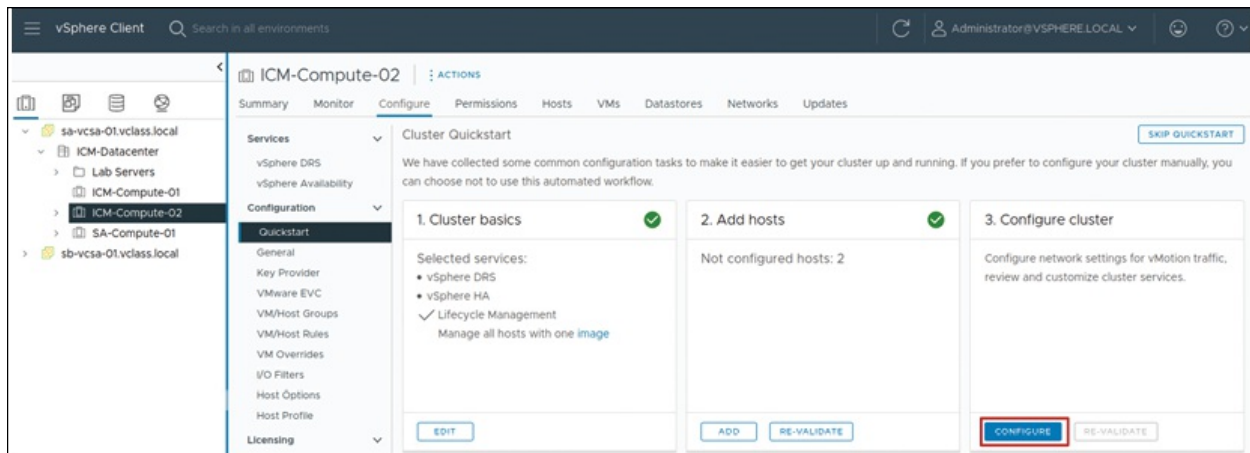 vSphere Client
Search in all environments
Administrator@VSPHERE.LOCAL
sa-vcsa-01.vclass.local
ICM-Datacenter
Lab Servers
ICM-Compute-01
ICM-Compute-02
SA-Compute-01
sb-vcsa-01.vclass.local
ICM-Compute-02
ACTIONS
Summary Monitor Configure Permissions Hosts VMs Datastores Networks Updates
Services
vSphere DRS
vSphere Availability
Configuration
Quickstart
General
Key Provider
VMware EVC
VM/Host Groups
VM/Host Rules
VM Overrides
I/O Filters
Host Options
Host Profile
Licensing
Cluster Quickstart
SKIP QUICKSTART
We have collected some common configuration tasks to make it easier to get your cluster up and running. If you prefer to configure your cluster manually, you
can choose not to use this automated workflow.
1. Cluster basics
Selected services:
• vSphere DRS
• vSphere HA
Lifecycle Management
Manage all hosts with one image
EDIT
2. Add hosts
Not configured hosts: 2
ADD RE-VALIDATE
3. Configure cluster
Configure network settings for vMotion traffic,
review and customize cluster services.
CONFIGURE RE-VALIDATE